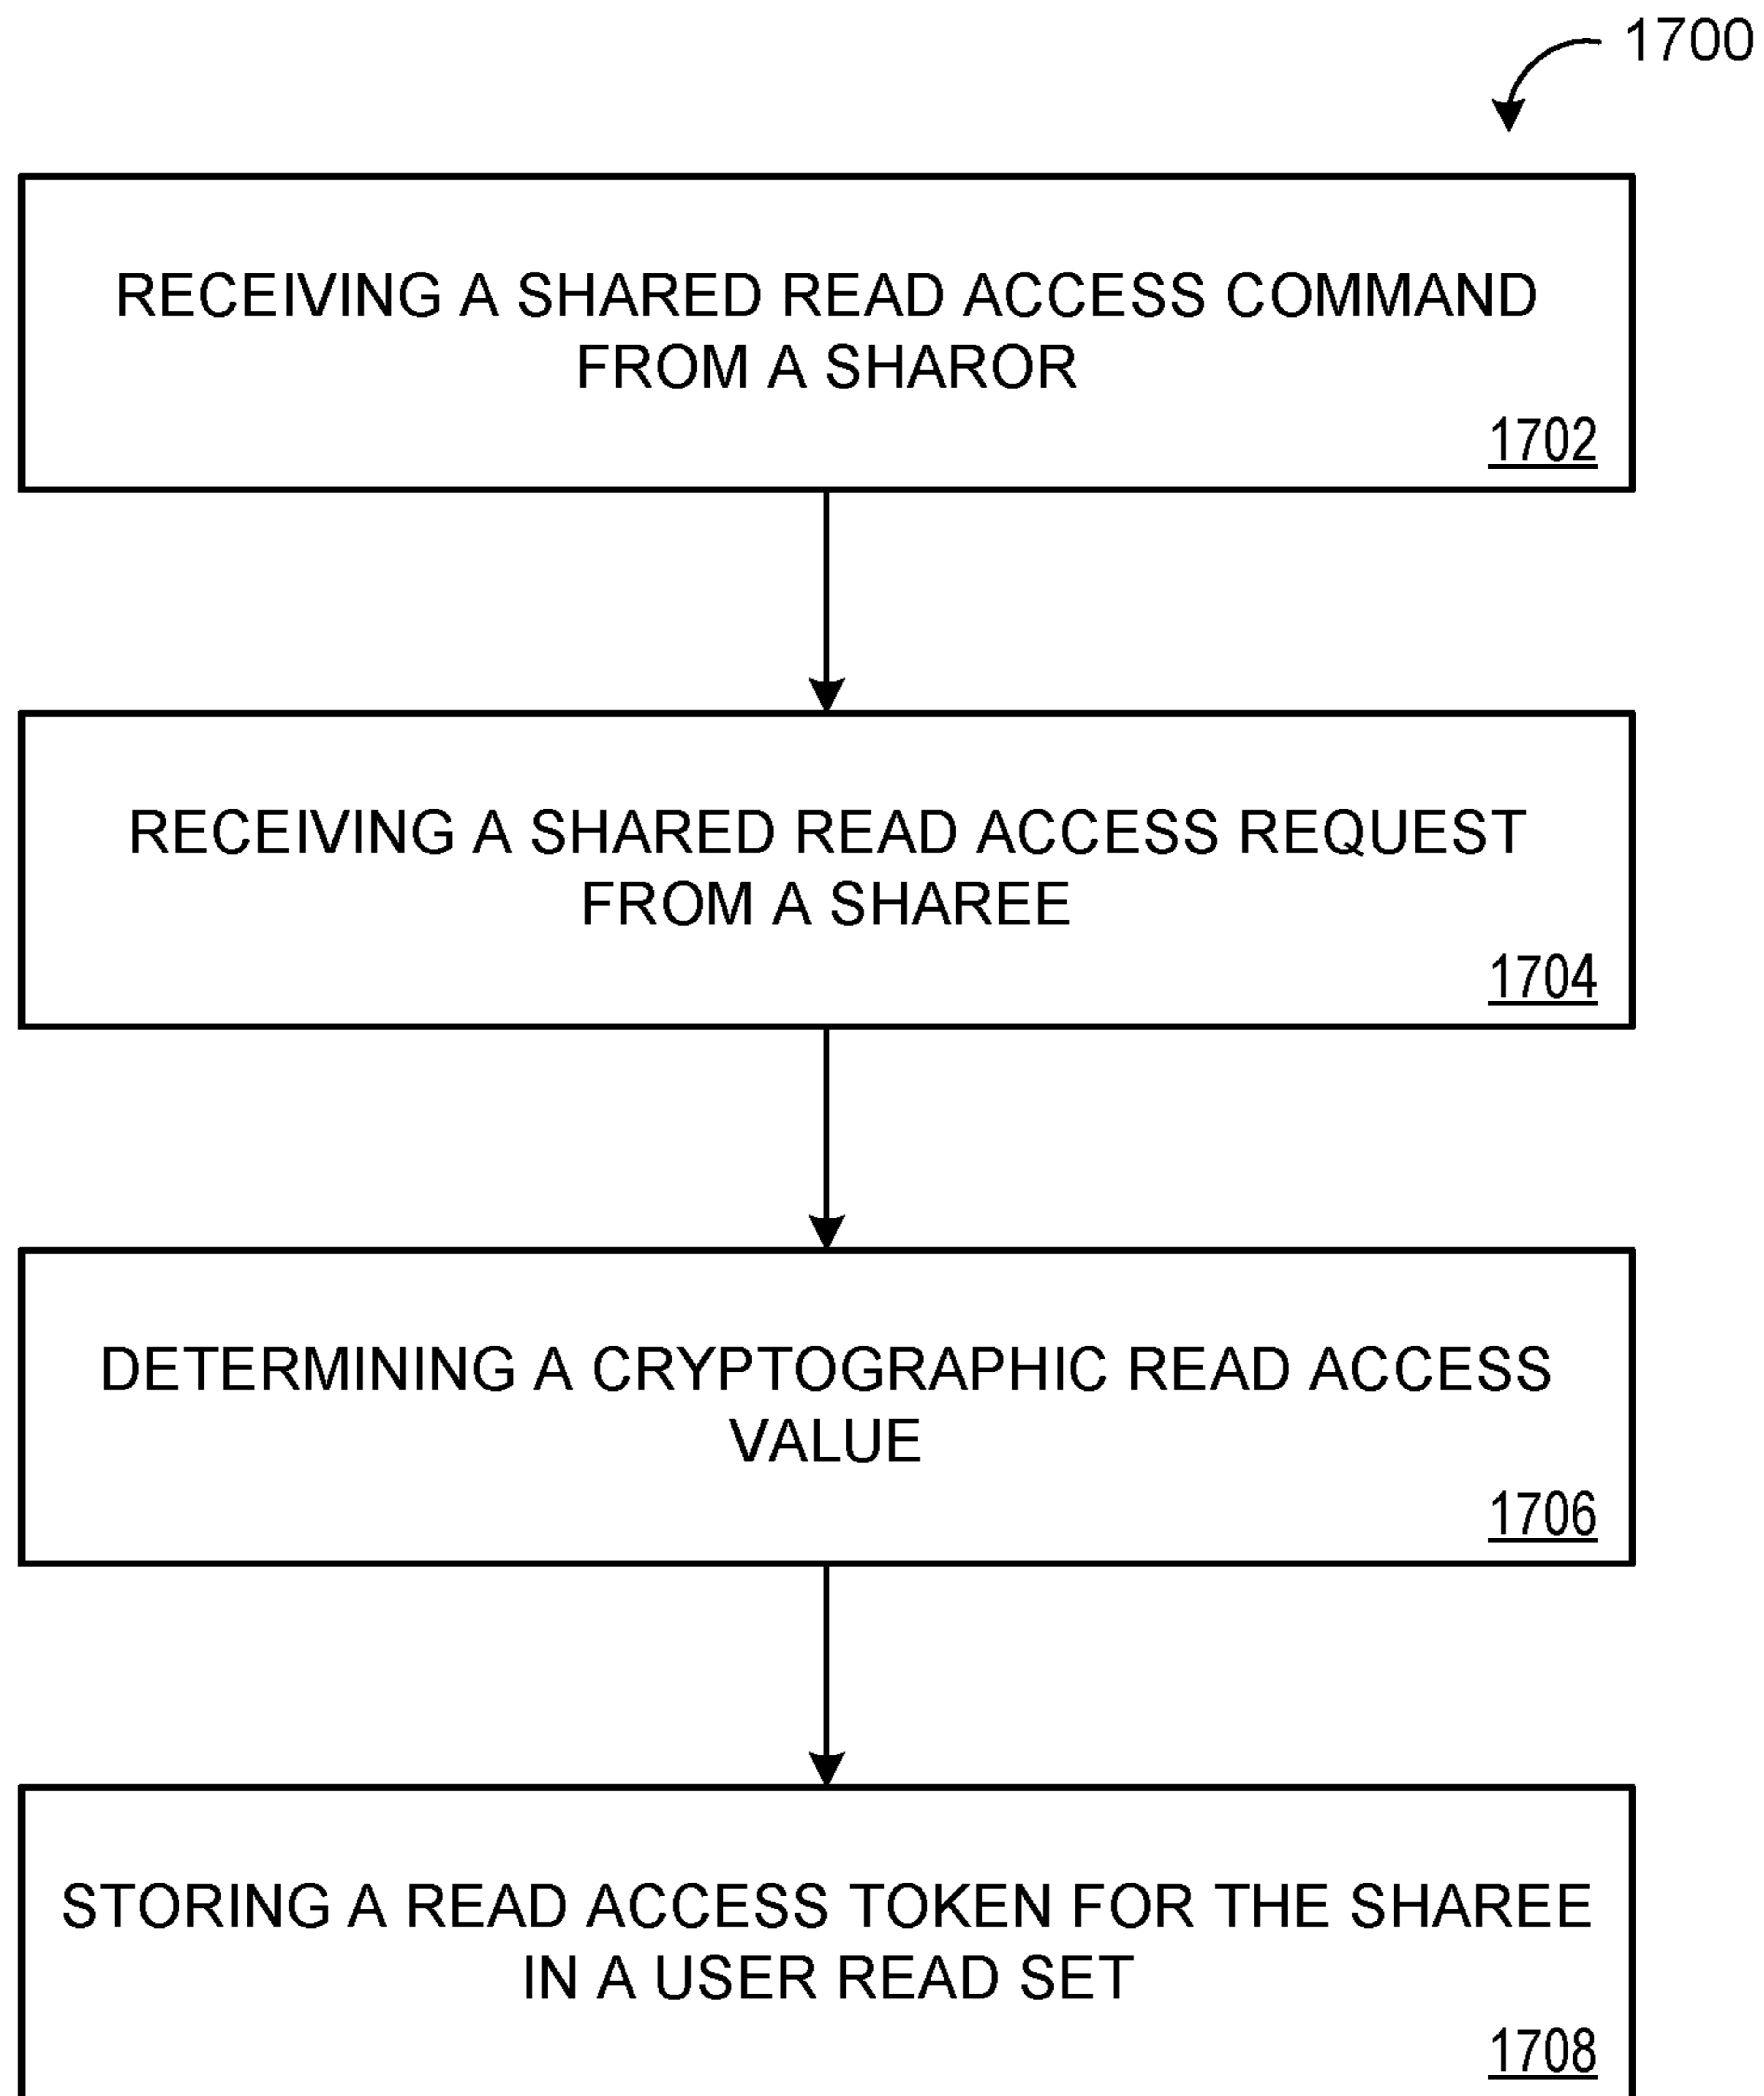 1700
RECEIVING A SHARED READ ACCESS COMMAND
FROM A SHAROR
1702
RECEIVING A SHARED READ ACCESS REQUEST
FROM A SHAREE
1704
DETERMINING A CRYPTOGRAPHIC READ ACCESS
VALUE
1706
STORING A READ ACCESS TOKEN FOR THE SHAREE
IN A USER READ SET
1708